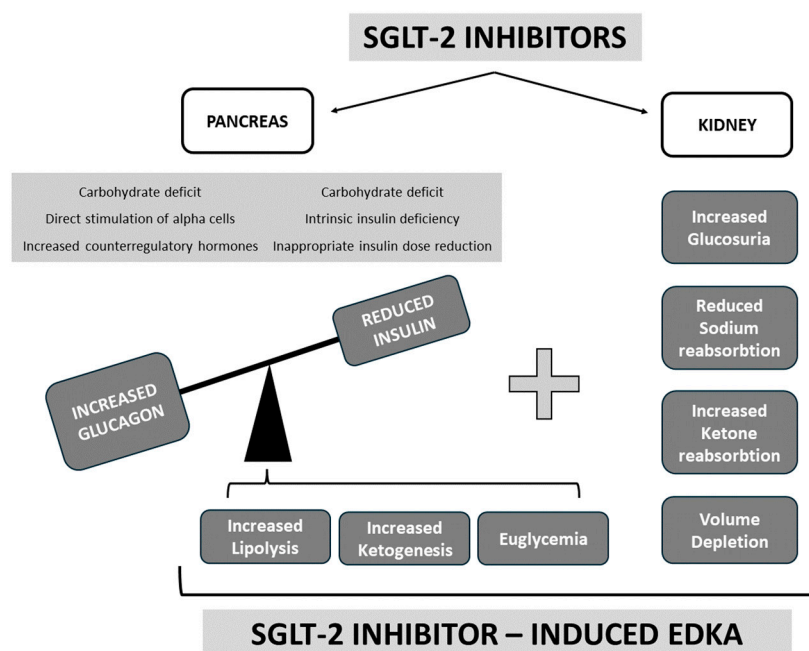 SGLT-2 INHIBITORS
PANCREAS
KIDNEY
Carbohydrate deficit
Direct stimulation of alpha cells
Increased counterregulatory hormones
Carbohydrate deficit
Intrinsic insulin deficiency
Inappropriate insulin dose reduction
INCREASED
GLUCAGON
REDUCED
INSULIN
Increased
Lipolysis
Increased
Ketogenesis
Euglycemia
Increased
Glucosuria
Reduced
Sodium
reabsorbtion
Increased
Ketone
reabsorbtion
Volume
Depletion
SGLT-2 INHIBITOR – INDUCED EDKA